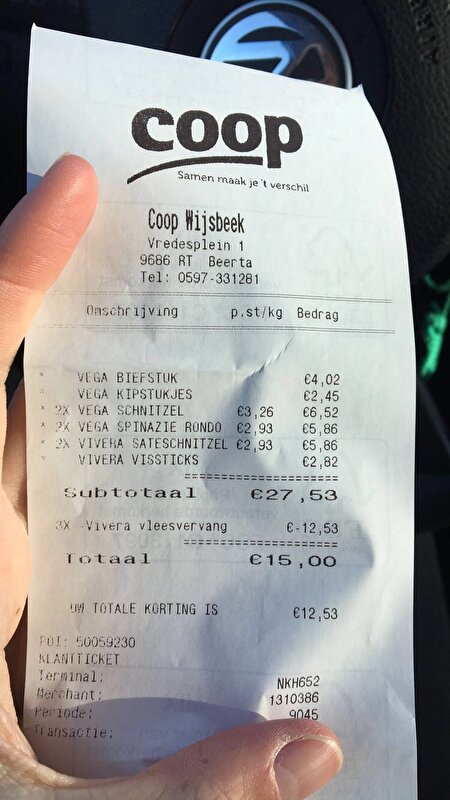 coop
Samen maak je 't verschil
Coop Wijsbeek
Vredesplein 1
9686 RT Beerta
Tel: 0597-331281
Omschrijving p.st/kg Bedrag
* VEGA BIEFSTUK €4,02
* VEGA KIPSTUKJES €2,45
* 2X VEGA SCHNITZEL €3,26 €6,52
* 2X VEGA SPINAZIE RONDO €2,93 €5,86
* 2X VIVERA SATESCHNITZEL €2,93 €5,86
* VIVERA VISSTICKS €2,82
Subtotaal €27,53
3X -Vivera vleesvervang €-12,53
Totaal €15,00
UW TOTALE KORTING IS €12,53
POI: 50059230
KLANTTICKET
Terminal: NKH652
Merchant: 1310386
Periode: 9045
Transactie: